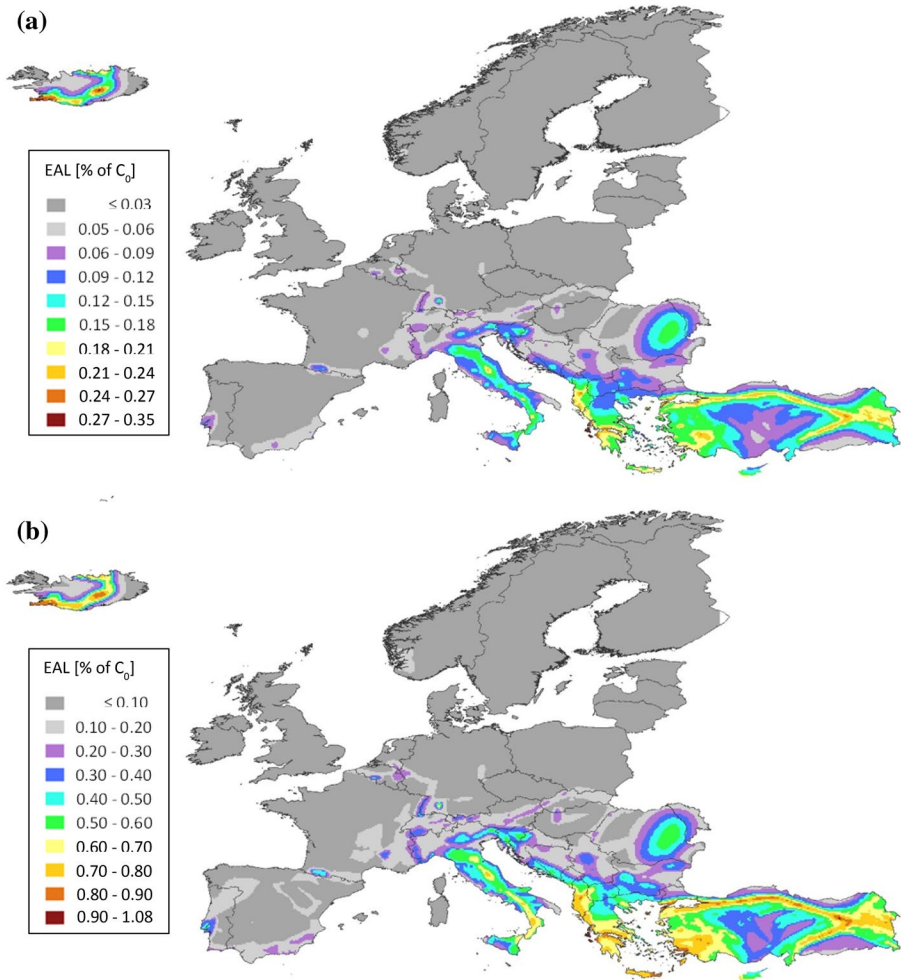 (a)
EAL [% of C₀]
≤ 0.03
0.05 - 0.06
0.06 - 0.09
0.09 - 0.12
0.12 - 0.15
0.15 - 0.18
0.18 - 0.21
0.21 - 0.24
0.24 - 0.27
0.27 - 0.35
(b)
EAL [% of C₀]
≤ 0.10
0.10 - 0.20
0.20 - 0.30
0.30 - 0.40
0.40 - 0.50
0.50 - 0.60
0.60 - 0.70
0.70 - 0.80
0.80 - 0.90
0.90 - 1.08